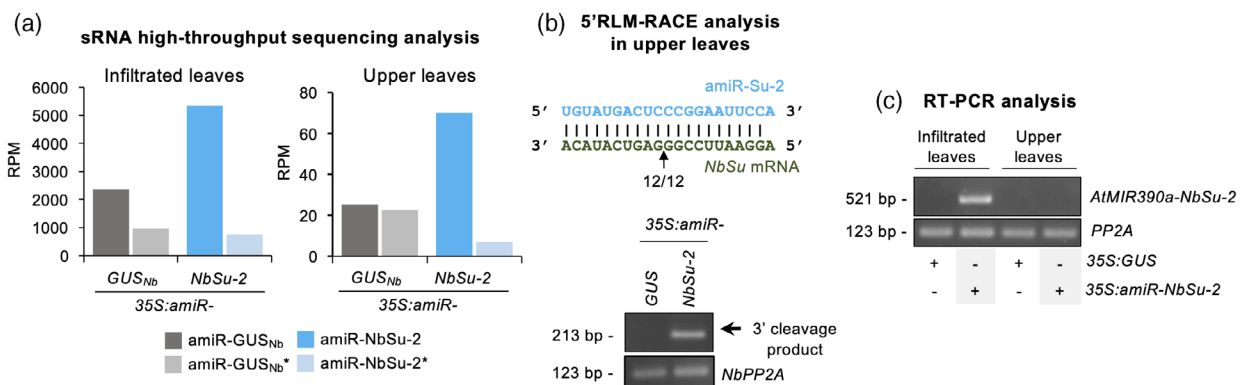 (a)
sRNA high-throughput sequencing analysis
Infiltrated leaves
Upper leaves
RPM
6000
5000
4000
3000
2000
1000
0
RPM
80
60
40
20
0
GUSNb NbSu-2
35S:amiR-
GUSNb NbSu-2
35S:amiR-
amiR-GUSNb
amiR-NbSu-2
amiR-GUSNb*
amiR-NbSu-2*
(b)
5'RLM-RACE analysis
in upper leaves
amiR-Su-2
5' UGUAUGACUCCCGGAAUUCCA 3'
3' ACAUACUGAGGGCCUUAAGGA 5'
NbSu mRNA
12/12
35S:amiR-
GUS
NbSu-2
213 bp -
3' cleavage
product
123 bp -
NbPP2A
(c)
RT-PCR analysis
Infiltrated
leaves
Upper
leaves
521 bp -
AtMIR390a-NbSu-2
123 bp -
PP2A
+ - + - 35S:GUS
- + - + 35S:amiR-NbSu-2